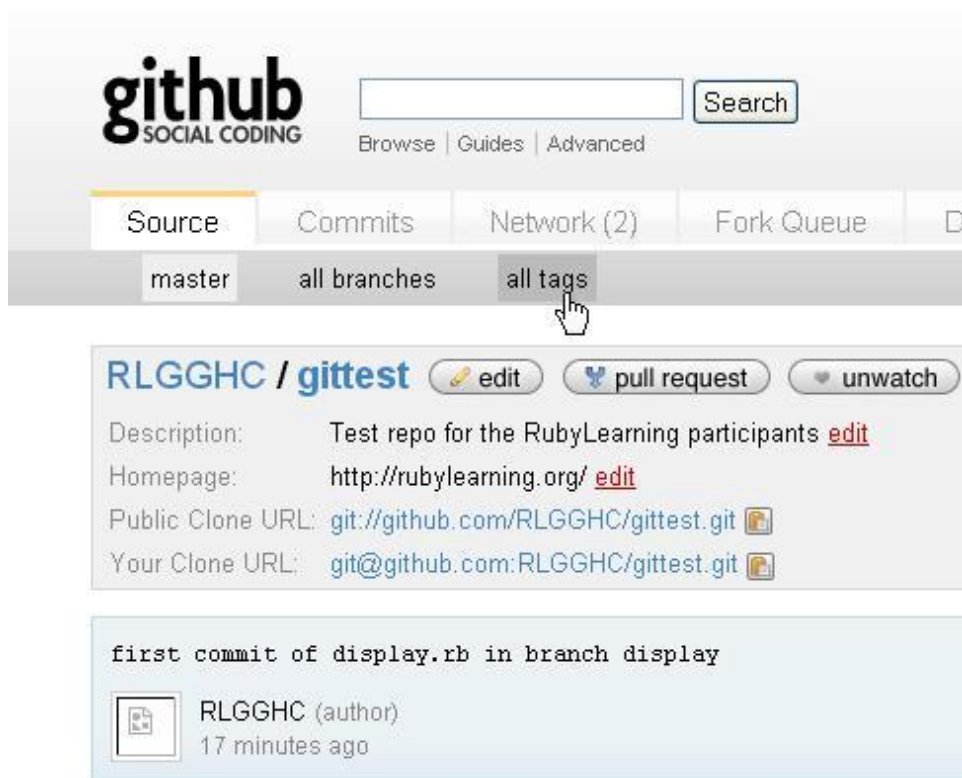 github
SOCIAL CODING
Search
Browse | Guides | Advanced
Source Commits Network (2) Fork Queue
master all branches all tags
RLGGHC / gittest edit pull request unwatch
Description: Test repo for the RubyLearning participants edit
Homepage: http://rubylearning.org/ edit
Public Clone URL: git://github.com/RLGGHC/gittest.git
Your Clone URL: git@github.com:RLGGHC/gittest.git
first commit of display.rb in branch display
RLGGHC (author)
17 minutes ago